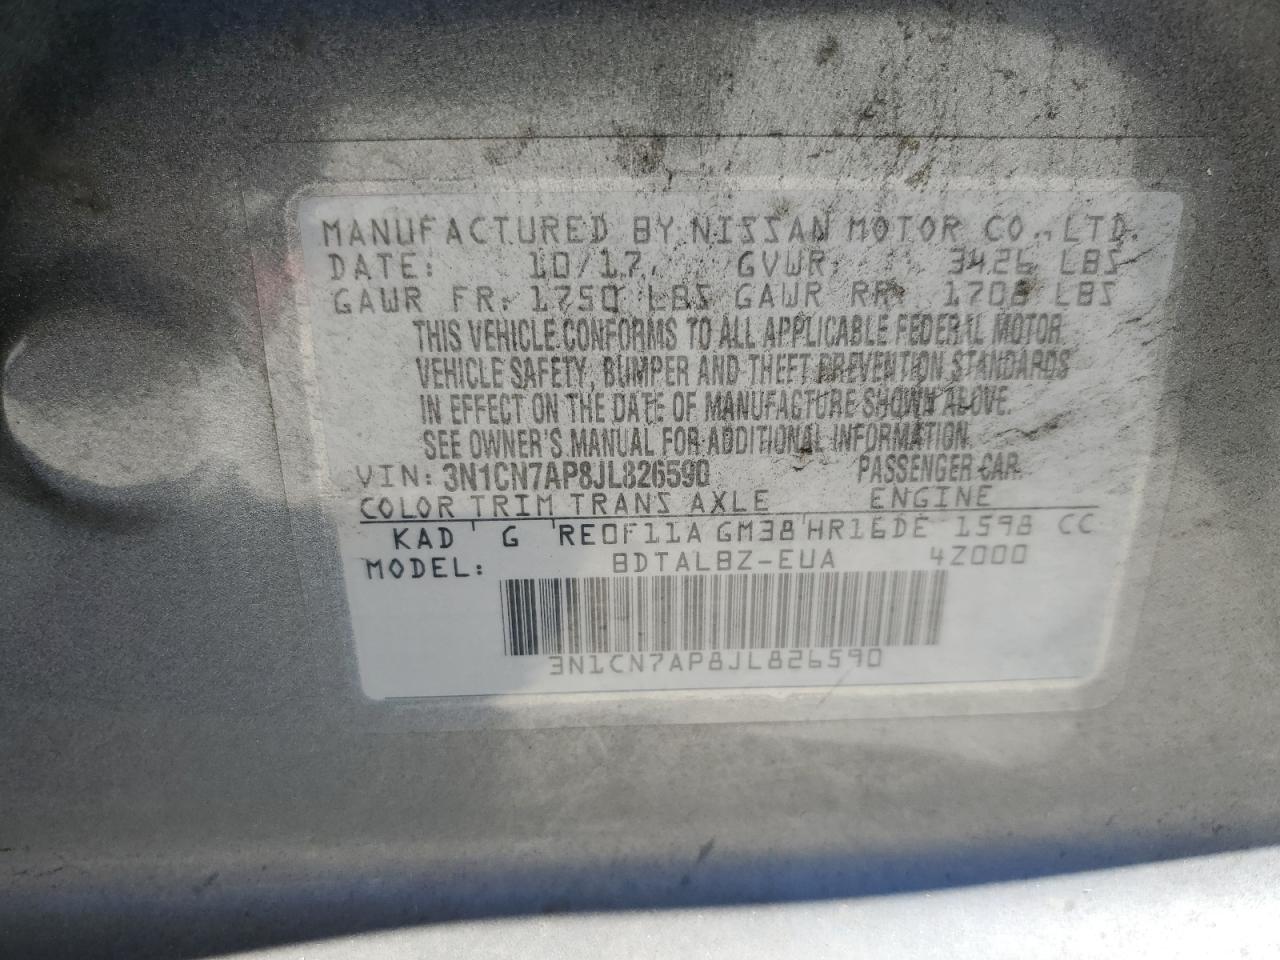 MANUFACTURED BY NISSAN MOTOR CO., LTD.
DATE: 10/17 GVWR: 3426 LBS
GAWR FR: 1750 LBS GAWR RR: 1708 LBS
THIS VEHICLE CONFORMS TO ALL APPLICABLE FEDERAL MOTOR
VEHICLE SAFETY, BUMPER AND THEFT PREVENTION STANDARDS
IN EFFECT ON THE DATE OF MANUFACTURE SHOWN ABOVE.
SEE OWNER'S MANUAL FOR ADDITIONAL INFORMATION.
VIN: 3N1CN7AP8JL826590 PASSENGER CAR.
COLOR TRIM TRANS AXLE ENGINE
KAD G RE0F11A GM38 HR16DE 1598 CC
MODEL: BDTALBZ-EUA 4Z000
3N1CN7AP8JL826590